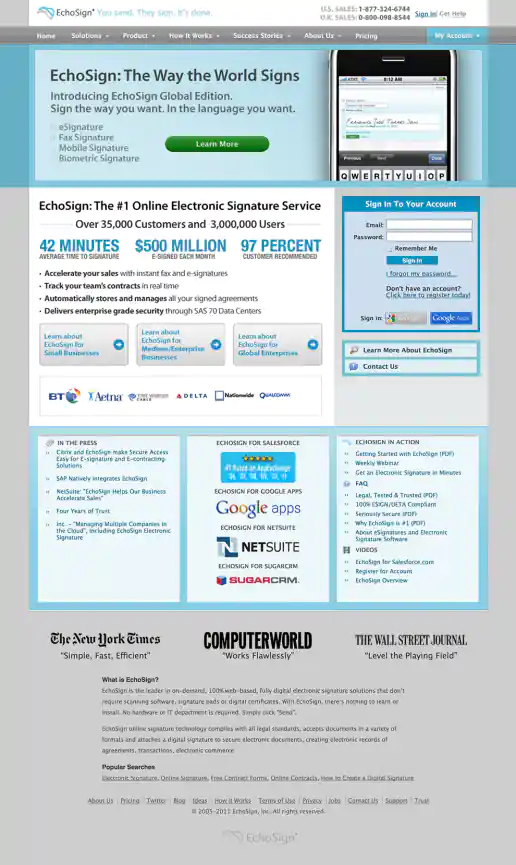 EchoSign® You send. They sign. It's done.
U.S. SALES: 1-877-324-6744
U.K. SALES: 0-800-098-8544
Sign In | Get Help
Home Solutions Product How It Works Success Stories About Us Pricing My Account
EchoSign: The Way the World Signs
Introducing EchoSign Global Edition.
Sign the way you want. In the language you want.
eSignature
Fax Signature
Mobile Signature
Biometric Signature
Learn More
AT&T 9:12 AM
Previous Next Done
Q W E R T Y U I O P
EchoSign: The #1 Online Electronic Signature Service
Over 35,000 Customers and 3,000,000 Users
42 MINUTES $500 MILLION 97 PERCENT
AVERAGE TIME TO SIGNATURE E-SIGNED EACH MONTH CUSTOMER RECOMMENDED
• Accelerate your sales with instant fax and e-signatures
• Track your team's contracts in real time
• Automatically stores and manages all your signed agreements
• Delivers enterprise grade security through SAS 70 Data Centers
Learn about
EchoSign for
Small Businesses
Learn about
EchoSign for
Medium/Enterprise
Businesses
Learn about
EchoSign for
Global Enterprises
BT Aetna TIME WARNER CABLE DELTA Nationwide QUALCOMM
Sign In To Your Account
Email:
Password:
Remember Me
Sign In
I forgot my password...
Don't have an account?
Click here to register today!
Sign in: Google Apps
Learn More About EchoSign
Contact Us
IN THE PRESS
Citrix and EchoSign make Secure Access
Easy for E-signature and E-contracting
Solutions
SAP Natively Integrates EchoSign
NetSuite: "EchoSign Helps Our Business
Accelerate Sales"
Four Years of Trust
Inc. - "Managing Multiple Companies in
the Cloud", including EchoSign Electronic
Signature
ECHOSIGN FOR SALESFORCE
#1 Rated on AppExchange
ECHOSIGN FOR GOOGLE APPS
Google apps
ECHOSIGN FOR NETSUITE
NETSUITE
ECHOSIGN FOR SUGARCRM
SUGARCRM
ECHOSIGN IN ACTION
Getting Started with EchoSign (PDF)
Weekly Webinar
Get an Electronic Signature in Minutes
FAQ
Legal, Tested & Trusted (PDF)
100% ESIGN/UETA Compliant
Seriously Secure (PDF)
Why EchoSign is #1 (PDF)
About eSignatures and Electronic
Signature Software
VIDEOS
EchoSign for Salesforce.com
Register for Account
EchoSign Overview
The New York Times COMPUTERWORLD THE WALL STREET JOURNAL
"Simple, Fast, Efficient" "Works Flawlessly" "Level the Playing Field"
What is EchoSign?
EchoSign is the leader in on-demand, 100% web-based, fully digital electronic signature solutions that don't
require scanning software, signature pads or digital certificates. With EchoSign, there's nothing to learn or
install. No hardware or IT department is required. Simply click "Send".
EchoSign online signature technology complies with all legal standards, accepts documents in a variety of
formats and attaches a digital signature to secure electronic documents, creating electronic records of
agreements, transactions, electronic commerce
Popular Searches
Electronic Signature, Online Signature, Free Contract Forms, Online Contracts, How to Create a Digital Signature
About Us | Pricing | Twitter | Blog | Ideas | How It Works | Terms of Use | Privacy | Jobs | Contact Us | Support | Trust
© 2005-2011 EchoSign, Inc. All rights reserved.
EchoSign